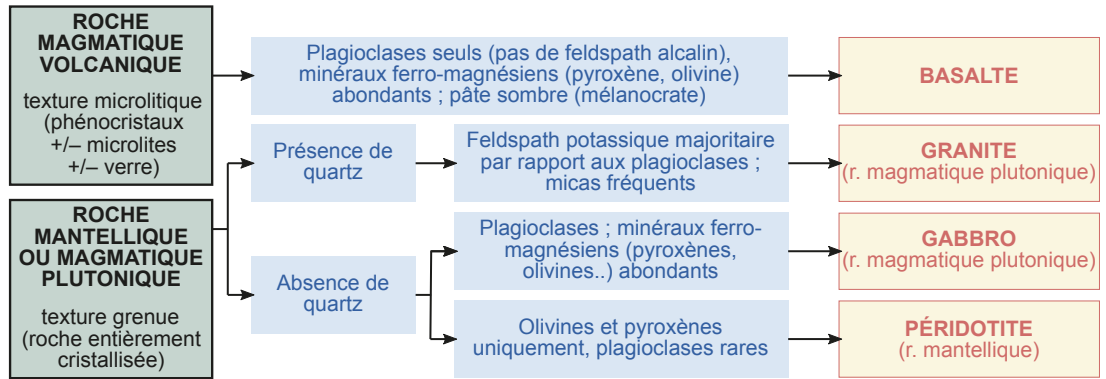 ROCHE
MAGMATIQUE
VOLCANIQUE
texture microlitique
(phénocristaux
+/– microlites
+/– verre)
Plagioclases seuls (pas de feldspath alcalin),
minéraux ferro-magnésiens (pyroxène, olivine)
abondants ; pâte sombre (mélanocrate)
BASALTE
ROCHE
MANTELLIQUE
OU MAGMATIQUE
PLUTONIQUE
texture grenue
(roche entièrement
cristallisée)
Présence de
quartz
Feldspath potassique majoritaire
par rapport aux plagioclases ;
micas fréquents
GRANITE
(r. magmatique plutonique)
Absence de
quartz
Plagioclases ; minéraux ferro-
magnésiens (pyroxènes,
olivines..) abondants
GABBRO
(r. magmatique plutonique)
Olivines et pyroxènes
uniquement, plagioclases rares
PÉRIDOTITE
(r. mantellique)